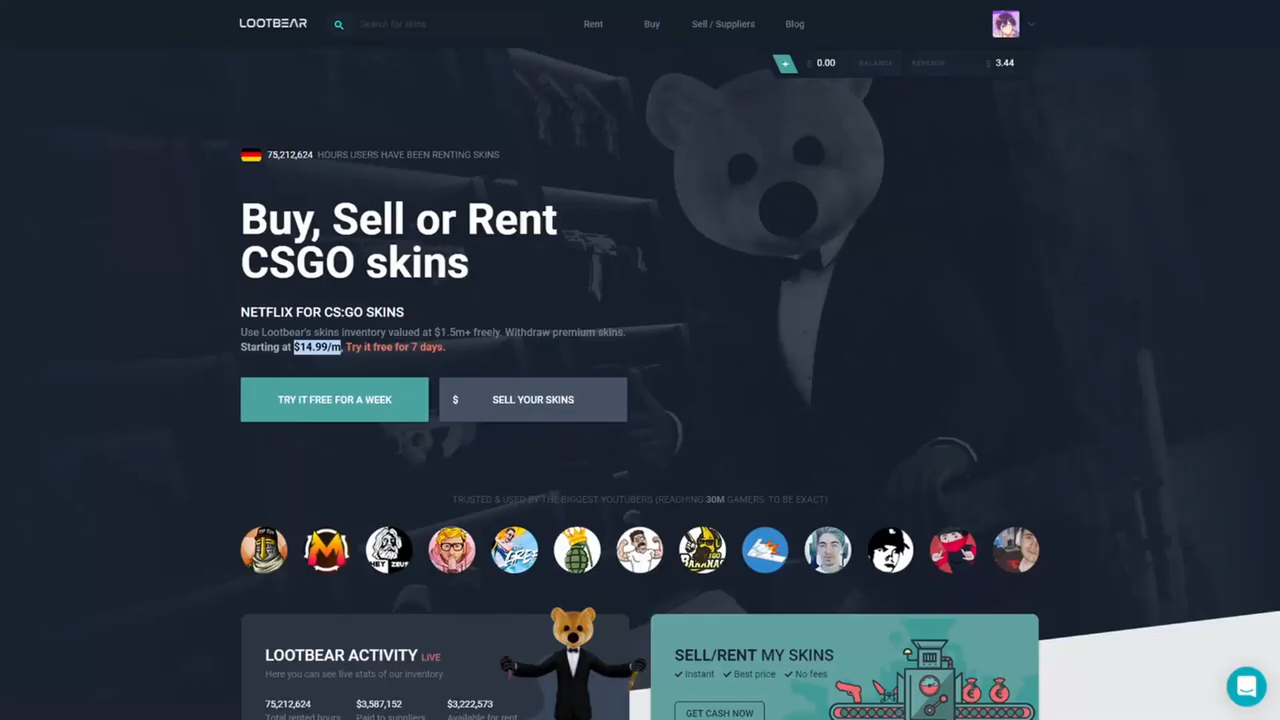 LOOTBEAR
Search for skins
Rent
Buy
Sell / Suppliers
Blog
$ 0.00 BALANCE
REVENUE $ 3.44
75,212,624 HOURS USERS HAVE BEEN RENTING SKINS
Buy, Sell or Rent
CSGO skins
NETFLIX FOR CS:GO SKINS
Use Lootbear's skins inventory valued at $1.5m+ freely. Withdraw premium skins.
Starting at $14.99/m, Try it free for 7 days.
TRY IT FREE FOR A WEEK
$ SELL YOUR SKINS
TRUSTED & USED BY THE BIGGEST YOUTUBERS (REACHING 30M GAMERS, TO BE EXACT)
HEY ZEUS
BANANAS
LOOTBEAR ACTIVITY LIVE
Here you can see live stats of our inventory
75,212,624
$3,587,152
$3,222,573
Total rented hours
Paid to suppliers
Available for rent
SELL/RENT MY SKINS
Instant
Best price
No fees
GET CASH NOW